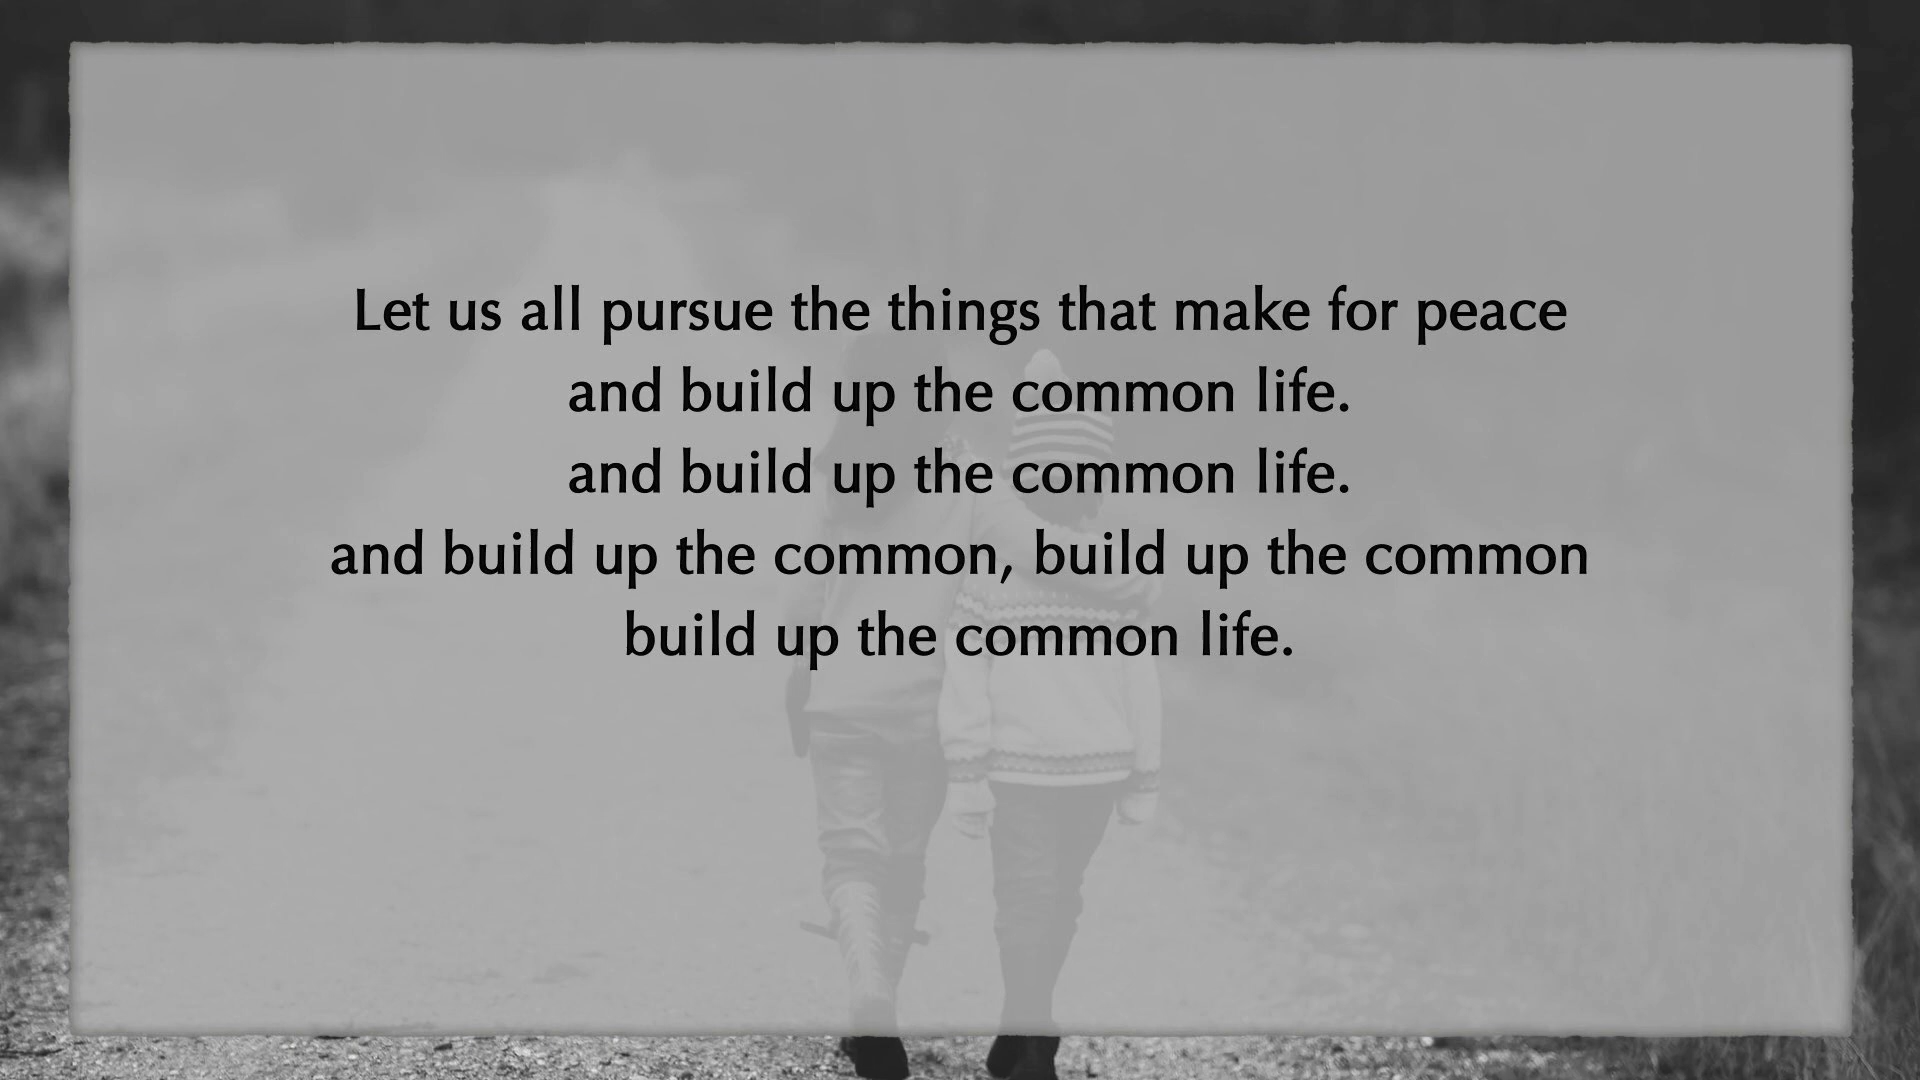 Let us all pursue the things that make for peace
and build up the common life.
and build up the common life.
and build up the common, build up the common
build up the common life.